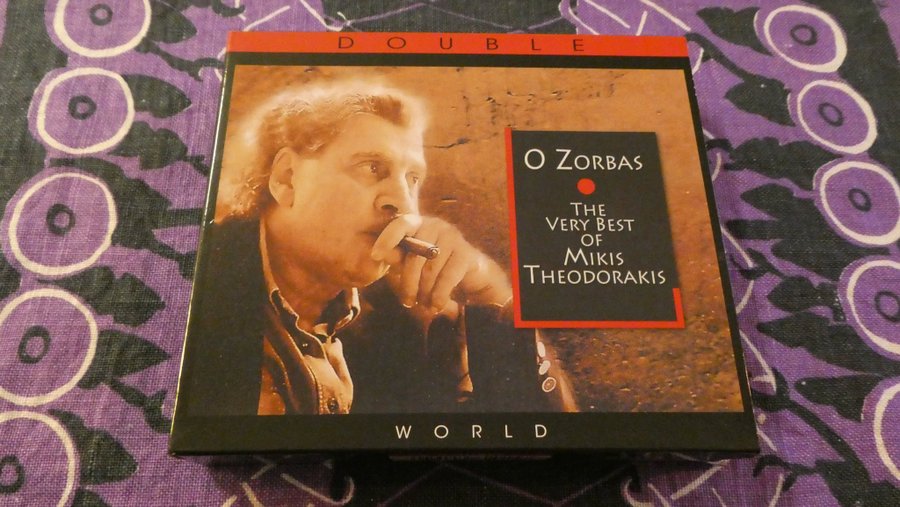 DOUBLE
O ZORBAS
THE
VERY BEST
OF
MIKIS
THEODORAKIS
WORLD